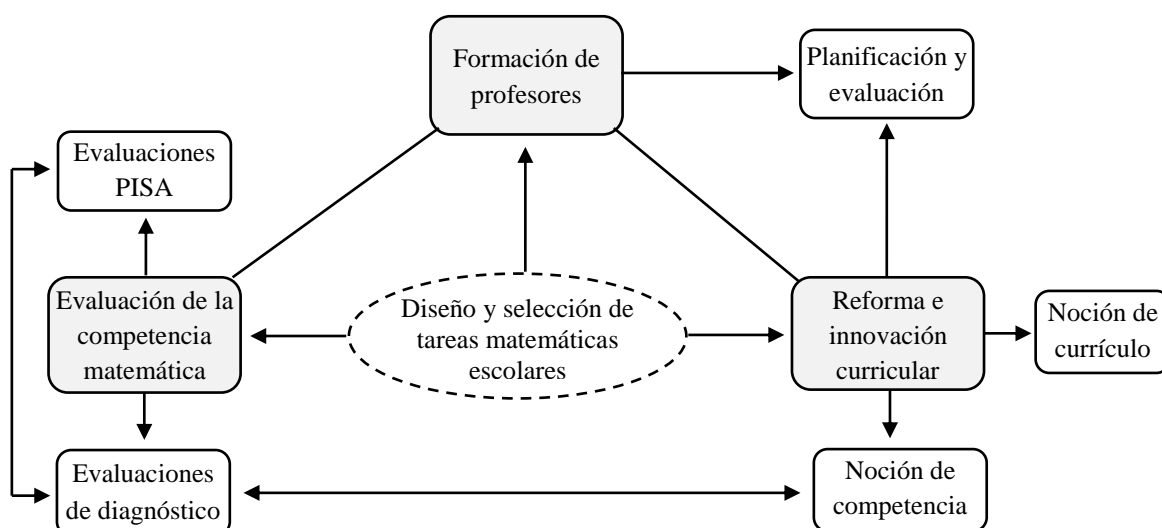 Formación de
profesores
Planificación y
evaluación
Evaluaciones
PISA
Evaluación de la
competencia
matemática
Diseño y selección de
tareas matemáticas
escolares
Reforma e
innovación
curricular
Noción de
currículo
Evaluaciones
de diagnóstico
Noción de
competencia